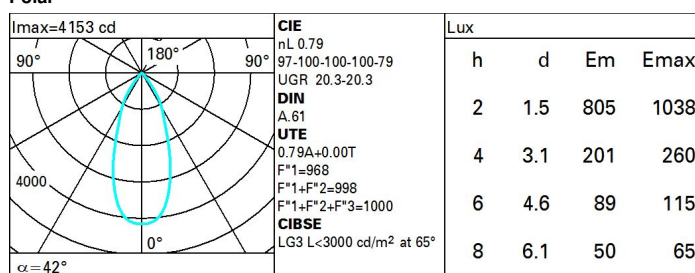 Imax=4153 cd
90° 180° 90°
4000
0°
α=42°
CIE
nL 0.79
97-100-100-100-79
UGR 20.3-20.3
DIN
A.61
UTE
0.79A+0.00T
F"1=968
F"1+F"2=998
F"1+F"2+F"3=1000
CIBSE
LG3 L<3000 cd/m² at 65°
Lux
h d Em Emax
2 1.5 805 1038
4 3.1 201 260
6 4.6 89 115
8 6.1 50 65